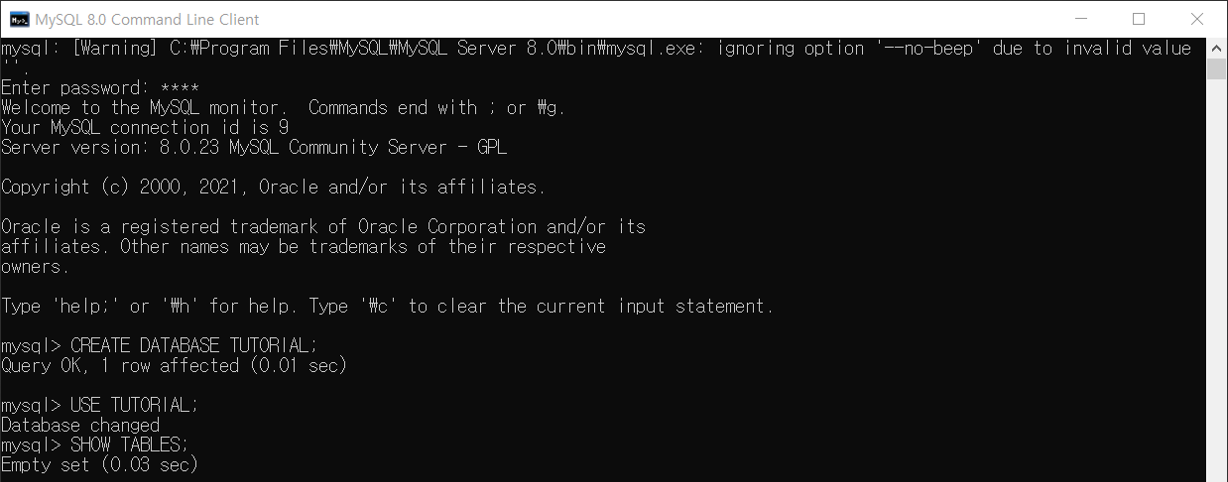 MySQL 8.0 Command Line Client
mysql: [Warning] C:₩Program Files₩MySQL₩MySQL Server 8.0₩bin₩mysql.exe: ignoring option '--no-beep' due to invalid value
''.
Enter password: ****
Welcome to the MySQL monitor.  Commands end with ; or ₩g.
Your MySQL connection id is 9
Server version: 8.0.23 MySQL Community Server - GPL
Copyright (c) 2000, 2021, Oracle and/or its affiliates.
Oracle is a registered trademark of Oracle Corporation and/or its
affiliates. Other names may be trademarks of their respective
owners.
Type 'help;' or '₩h' for help. Type '₩c' to clear the current input statement.
mysql> CREATE DATABASE TUTORIAL;
Query OK, 1 row affected (0.01 sec)
mysql> USE TUTORIAL;
Database changed
mysql> SHOW TABLES;
Empty set (0.03 sec)